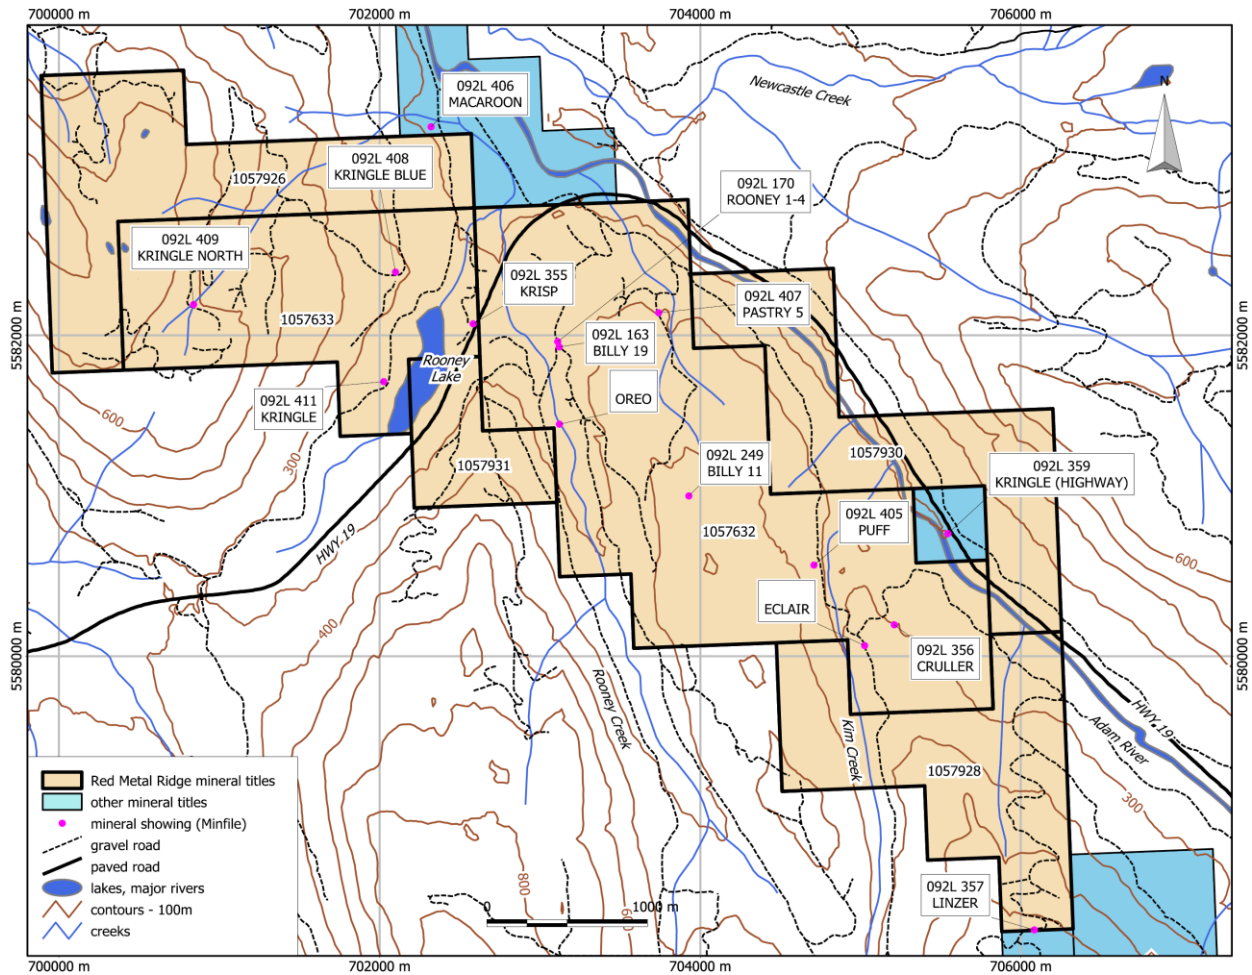 700000 m
702000 m
704000 m
706000 m
N
Newcastle Creek
092L 406
MACAROON
092L 408
KRINGLE BLUE
1057926
092L 170
ROONEY 1-4
092L 409
KRINGLE NORTH
092L 355
KRISP
092L 407
PASTRY 5
5582000 m
5582000 m
1057633
092L 163
BILLY 19
Rooney
Lake
OREO
092L 411
KRINGLE
600
300
092L 249
BILLY 11
1057930
092L 359
KRINGLE (HIGHWAY)
1057931
092L 405
PUFF
HWY 19
1057632
600
ECLAIR
400
092L 356
CRULLER
5580000 m
5580000 m
Rooney Creek
HWY 19
Adam River
Kim Creek
1057928
300
Red Metal Ridge mineral titles
other mineral titles
mineral showing (Minfile)
gravel road
paved road
lakes, major rivers
contours - 100m
creeks
800
0
1000 m
092L 357
LINZER
700000 m
702000 m
704000 m
706000 m